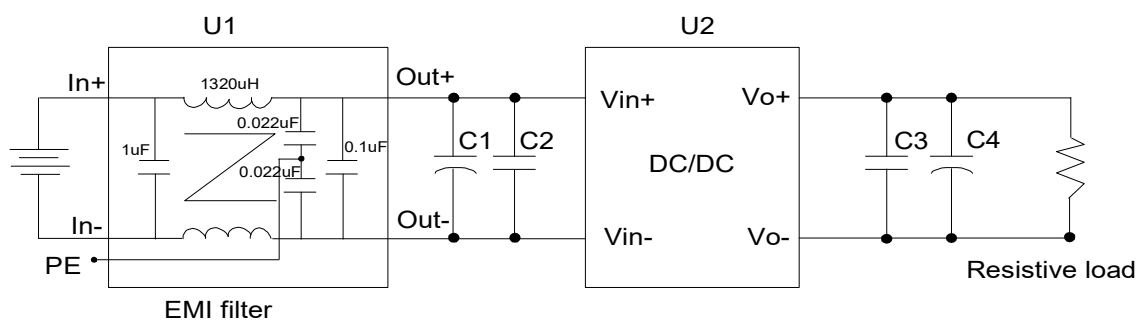 U1
U2
In+
1320uH
Out+
Vin+
Vo+
0.022uF
1uF
0.1uF
C1
C2
DC/DC
C3
C4
0.022uF
In-
Out-
Vin-
Vo-
PE
Resistive load
EMI filter